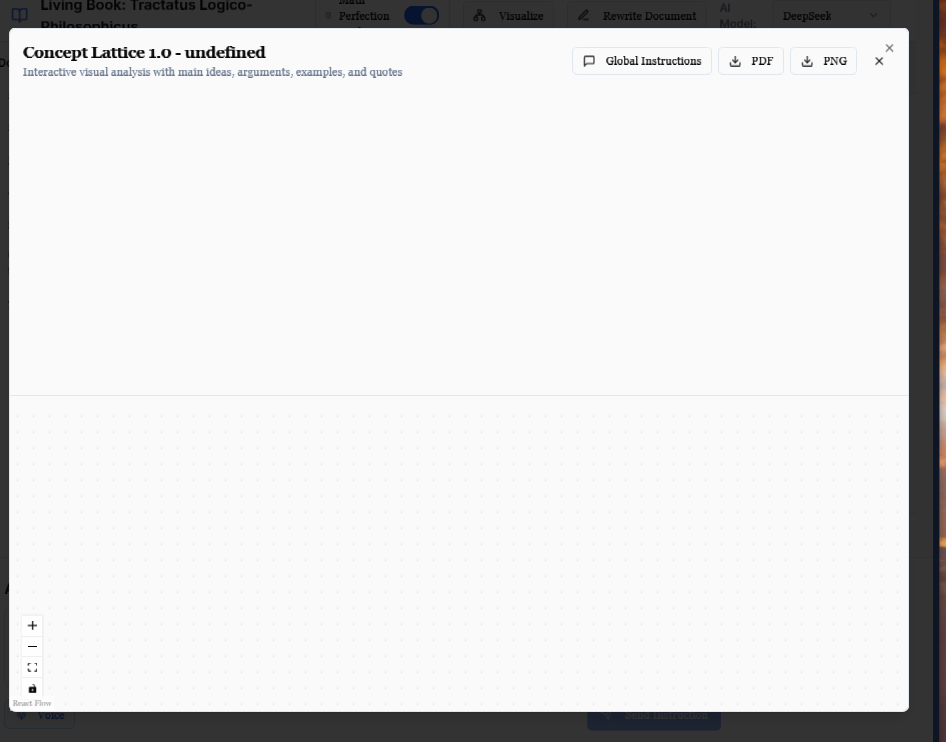 Living Book: Tractatus Logico-
Philosophicus
Math
Perfection
Visualize
Rewrite Document
AI
Model:
DeepSeek
Concept Lattice 1.0 - undefined
Interactive visual analysis with main ideas, arguments, examples, and quotes
Global Instructions
PDF
PNG
React Flow
Voice
Send Instruction